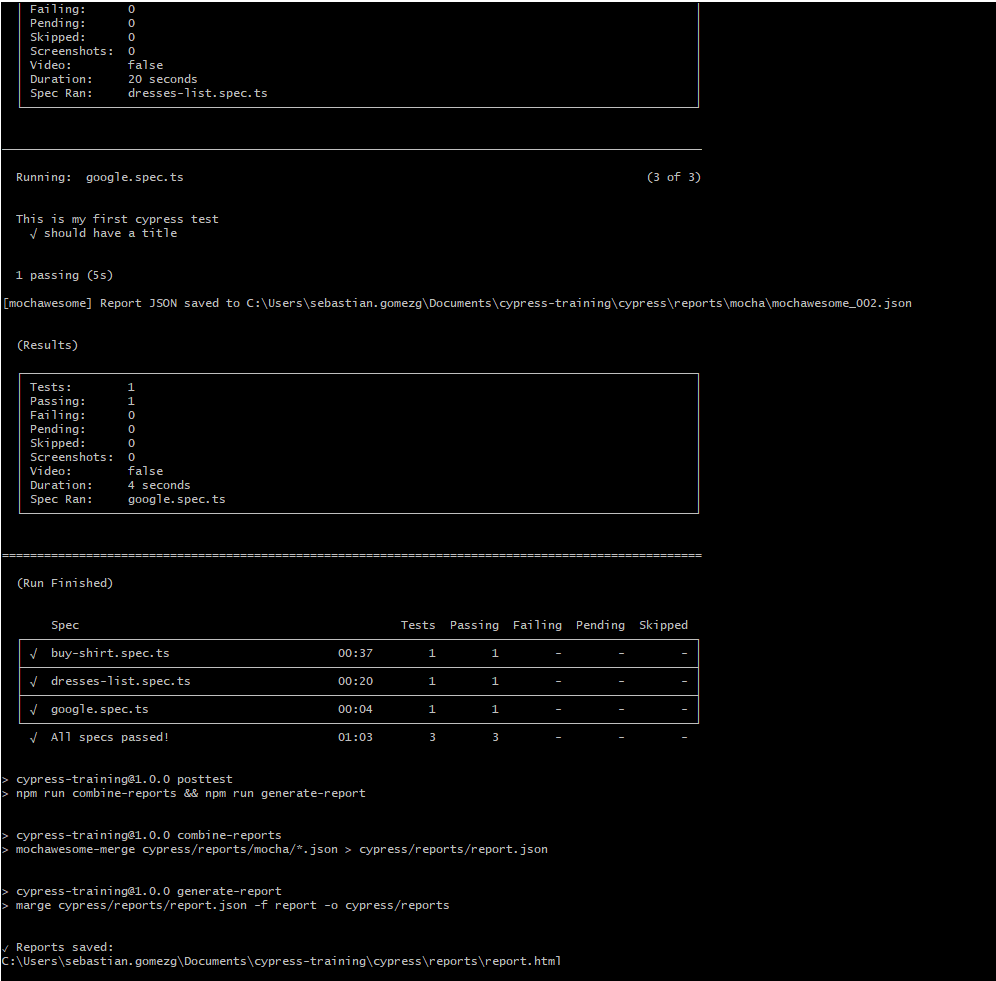 Failing: 0
Pending: 0
Skipped: 0
Screenshots: 0
Video: false
Duration: 20 seconds
Spec Ran: dresses-list.spec.ts
Running: google.spec.ts (3 of 3)
This is my first cypress test
√ should have a title
1 passing (5s)
[mochawesome] Report JSON saved to C:\Users\sebastian.gomezg\Documents\cypress-training\cypress\reports\mocha\mochawesome_002.json
(Results)
Tests: 1
Passing: 1
Failing: 0
Pending: 0
Skipped: 0
Screenshots: 0
Video: false
Duration: 4 seconds
Spec Ran: google.spec.ts
(Run Finished)
Spec Tests Passing Failing Pending Skipped
√ buy-shirt.spec.ts 00:37 1 1 - - -
√ dresses-list.spec.ts 00:20 1 1 - - -
√ google.spec.ts 00:04 1 1 - - -
√ All specs passed! 01:03 3 3 - - -
> cypress-training@1.0.0 posttest
> npm run combine-reports && npm run generate-report
> cypress-training@1.0.0 combine-reports
> mochawesome-merge cypress/reports/mocha/*.json > cypress/reports/report.json
> cypress-training@1.0.0 generate-report
> marge cypress/reports/report.json -f report -o cypress/reports
✓ Reports saved:
C:\Users\sebastian.gomezg\Documents\cypress-training\cypress\reports\report.html